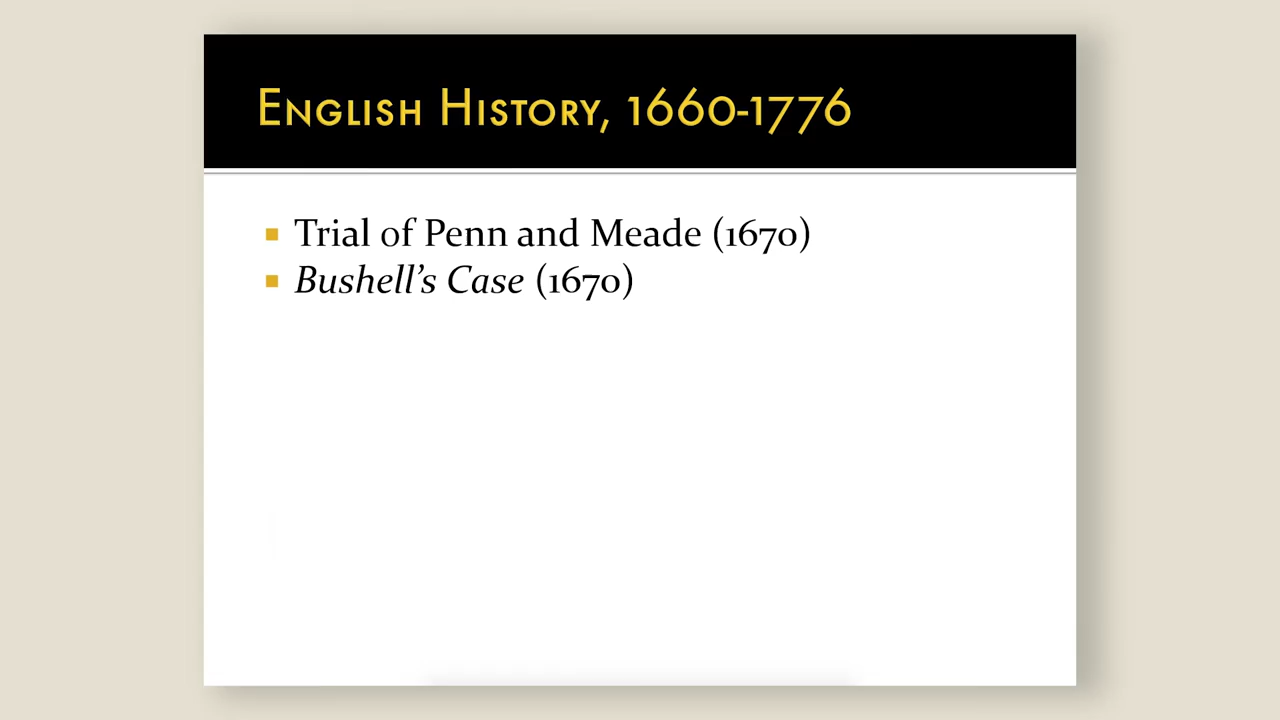 English History, 1660-1776
Trial of Penn and Meade (1670)
Bushell's Case (1670)